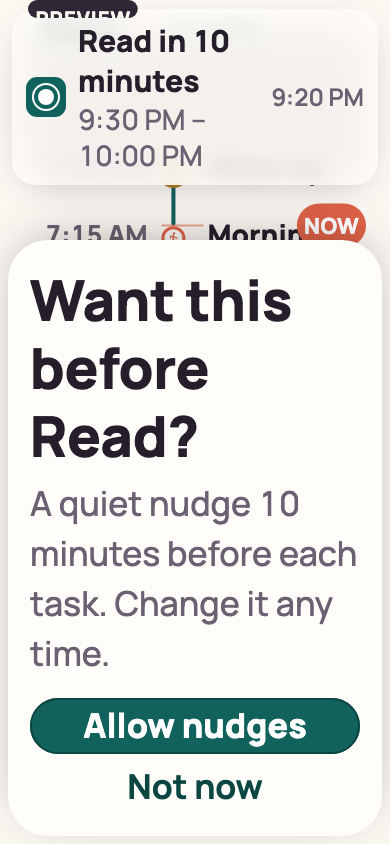 PREVIEW
Read in 10
minutes
9:30 PM –
10:00 PM
9:20 PM
7:15 AM
NOW
Want this
before
Read?
A quiet nudge 10
minutes before each
task. Change it any
time.
Allow nudges
Not now